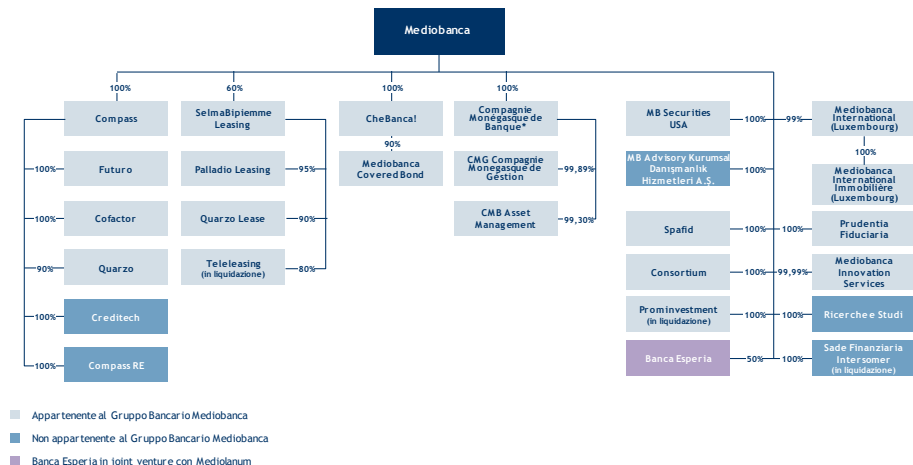 Mediobanca
100%
60%
100%
100%
Compass
SelmaBipiemme
Leasing
CheBanca!
Compagnie
Monégasque de
Banque*
MB Securities
USA
100%
99%
Mediobanca
International
(Luxembourg)
90%
100%
100%
Futuro
Palladio Leasing
95%
Mediobanca
Covered Bond
CMG Compagnie
Monegasque de
Géstion
99,89%
MB Advisory Kurumsal
Danışmanlık
Hizmetleri A.Ş.
100%
Mediobanca
International
Immobilière
(Luxembourg)
100%
Cofactor
Quarzo Lease
90%
CMB Asset
Management
99,30%
Spafid
100%
100%
Prudentia
Fiduciaria
90%
Quarzo
Teleleasing
(in liquidazione)
80%
Consortium
100%
99,99%
Mediobanca
Innovation
Services
100%
Creditech
Prominvestment
(in liquidazione)
100%
100%
Ricerche e Studi
100%
Compass RE
Banca Esperia
50%
100%
Sade Finanziaria
Intersomer
(in liquidazione)
Appartenente al Gruppo Bancario Mediobanca
Non appartenente al Gruppo Bancario Mediobanca
Banca Esperia in joint venture con Mediolanum